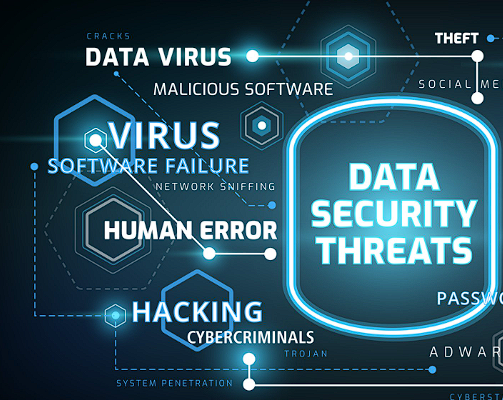 CRACKS
THEFT
DATA VIRUS
SOCIAL ME
MALICIOUS SOFTWARE
VIRUS
SOFTWARE FAILURE
NETWORK SNIFFING
DATA
SECURITY
THREATS
HUMAN ERROR
PASSWO
HACKING
CYBERCRIMINALS
TROJAN
ADWAR
SYSTEM PENETRATION
CYBERST